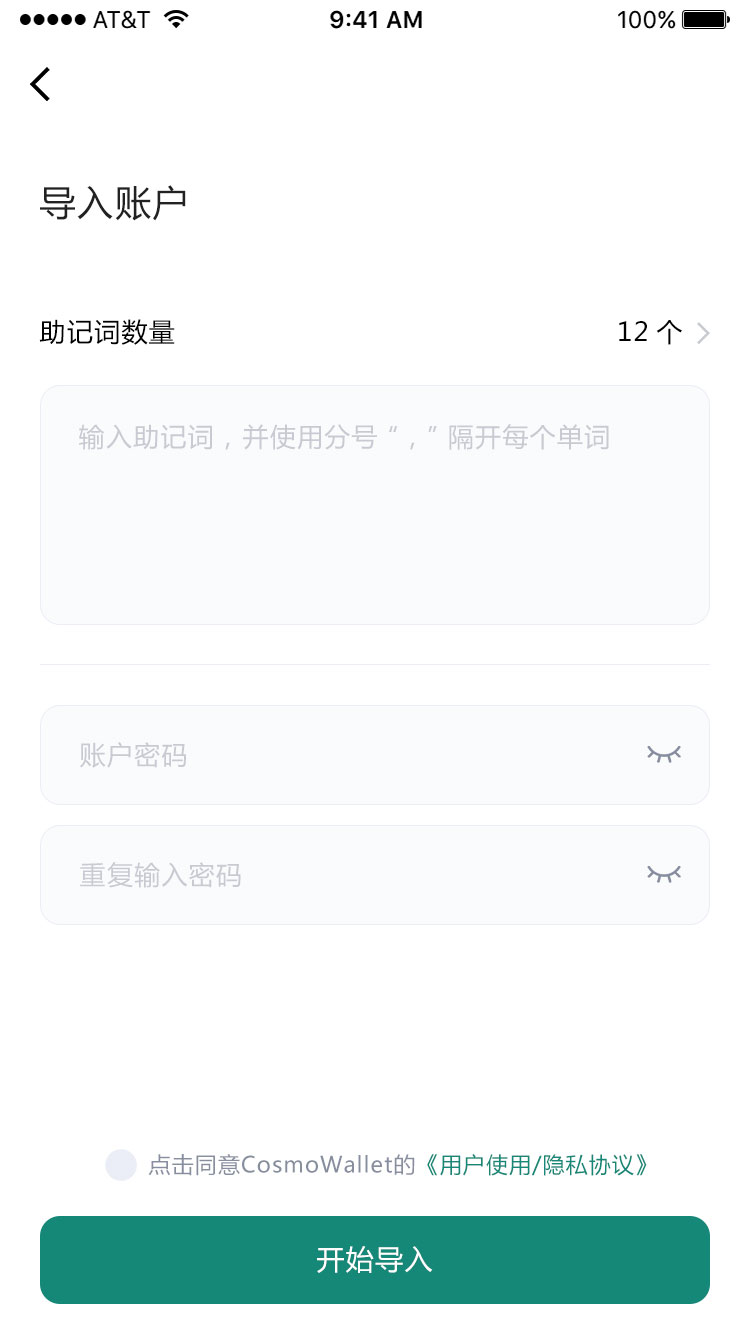 AT&T 9:41 AM 100%
导入账户
助记词数量 12 个
输入助记词，并使用分号“，”隔开每个单词
账户密码
重复输入密码
点击同意CosmoWallet的《用户使用/隐私协议》
开始导入